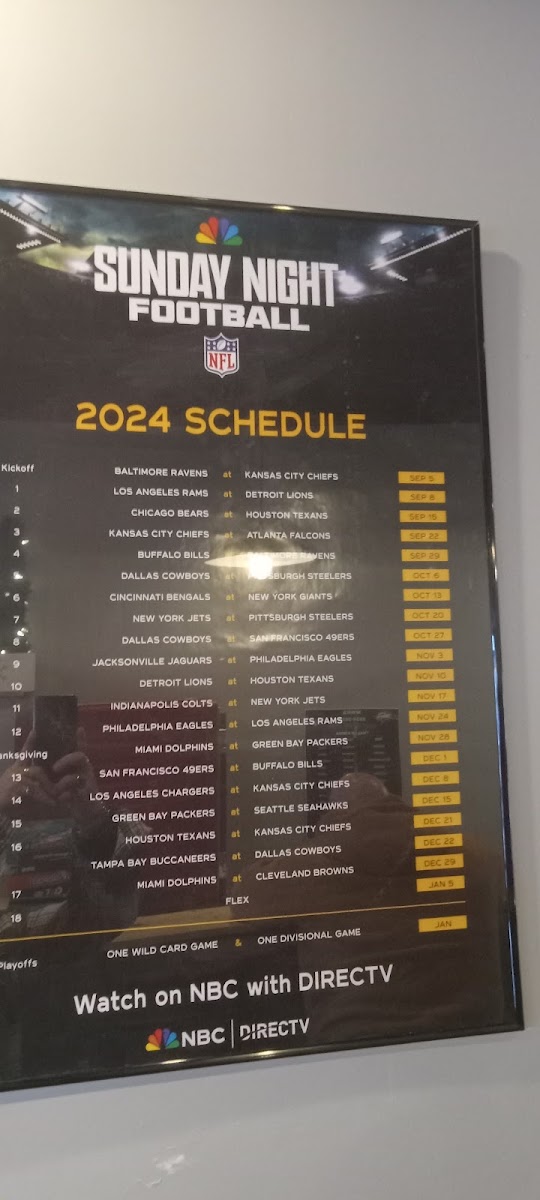 SUNDAY NIGHT
FOOTBALL
NFL
2024 SCHEDULE
Kickoff BALTIMORE RAVENS at KANSAS CITY CHIEFS SEP 5
1 LOS ANGELES RAMS at DETROIT LIONS SEP 8
2 CHICAGO BEARS at HOUSTON TEXANS SEP 15
3 KANSAS CITY CHIEFS at ATLANTA FALCONS SEP 22
4 BUFFALO BILLS at BALTIMORE RAVENS SEP 29
5 DALLAS COWBOYS at PITTSBURGH STEELERS OCT 6
6 CINCINNATI BENGALS at NEW YORK GIANTS OCT 13
7 NEW YORK JETS at PITTSBURGH STEELERS OCT 20
8 DALLAS COWBOYS at SAN FRANCISCO 49ERS OCT 27
9 JACKSONVILLE JAGUARS at PHILADELPHIA EAGLES NOV 3
10 DETROIT LIONS at HOUSTON TEXANS NOV 10
11 INDIANAPOLIS COLTS at NEW YORK JETS NOV 17
12 PHILADELPHIA EAGLES at LOS ANGELES RAMS NOV 24
anksgiving MIAMI DOLPHINS at GREEN BAY PACKERS NOV 28
13 SAN FRANCISCO 49ERS at BUFFALO BILLS DEC 1
14 LOS ANGELES CHARGERS at KANSAS CITY CHIEFS DEC 8
15 GREEN BAY PACKERS at SEATTLE SEAHAWKS DEC 15
16 HOUSTON TEXANS at KANSAS CITY CHIEFS DEC 21
TAMPA BAY BUCCANEERS at DALLAS COWBOYS DEC 22
17 MIAMI DOLPHINS at CLEVELAND BROWNS DEC 29
18 FLEX JAN 5
Playoffs ONE WILD CARD GAME & ONE DIVISIONAL GAME JAN
Watch on NBC with DIRECTV
NBC | DIRECTV